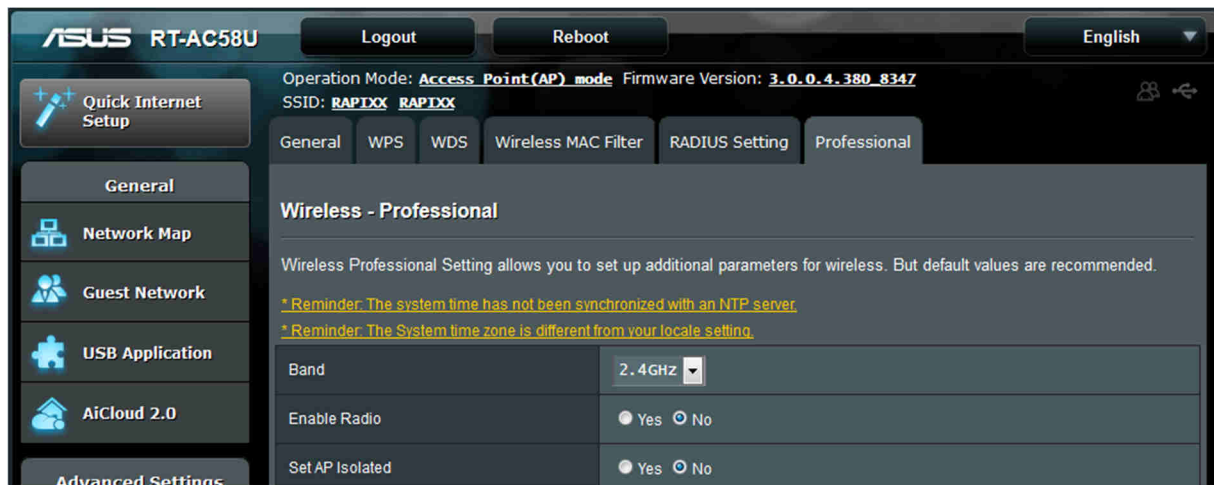 ASUS RT-AC58U Logout Reboot English
Quick Internet Setup
Operation Mode: Access Point(AP) mode Firmware Version: 3.0.0.4.380_8347
SSID: RAPIXX RAPIXX
General WPS WDS Wireless MAC Filter RADIUS Setting Professional
General
Network Map
Guest Network
USB Application
AiCloud 2.0
Advanced Settings
Wireless - Professional
Wireless Professional Setting allows you to set up additional parameters for wireless. But default values are recommended.
* Reminder: The system time has not been synchronized with an NTP server.
* Reminder: The System time zone is different from your locale setting.
Band 2.4GHz
Enable Radio Yes No
Set AP Isolated Yes No